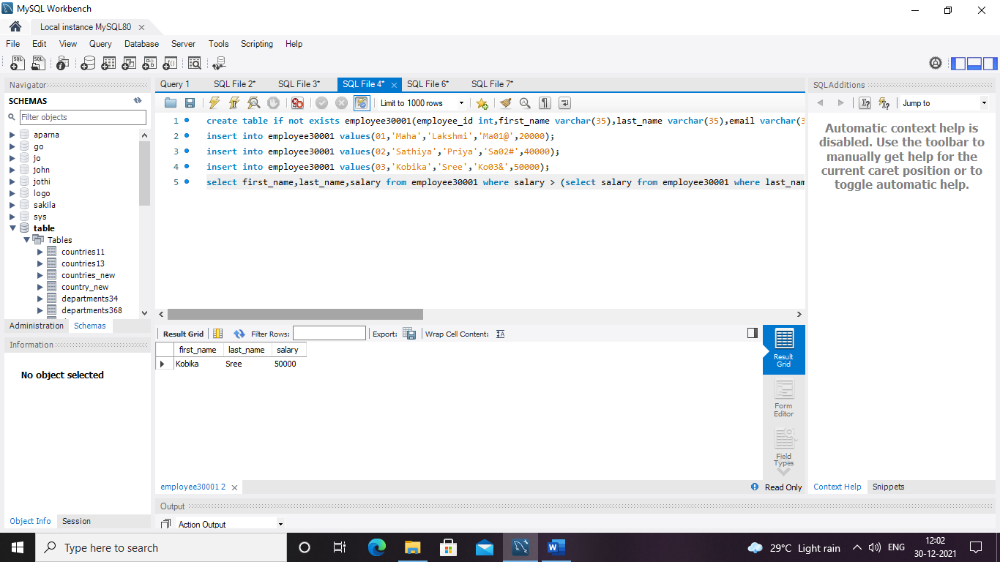 MySQL Workbench
Local instance MySQL80
File Edit View Query Database Server Tools Scripting Help
Navigator
SCHEMAS
Filter objects
aparna
go
jo
john
jothi
logo
sakila
sys
table
Tables
countries11
countries13
countries_new
country_new
departments34
departments368
Administration Schemas
Information
No object selected
Object Info Session
Query 1 SQL File 2* SQL File 3* SQL File 4* SQL File 6* SQL File 7*
Limit to 1000 rows
1 create table if not exists employee30001(employee_id int,first_name varchar(35),last_name varchar(35),email varchar(3
2 insert into employee30001 values(01,'Maha','Lakshmi','Ma01@',20000);
3 insert into employee30001 values(02,'Sathiya','Priya','Sa02#',40000);
4 insert into employee30001 values(03,'Kobika','Sree','Ko03&',50000);
5 select first_name,last_name,salary from employee30001 where salary > (select salary from employee30001 where last_nam
Result Grid Filter Rows: Export: Wrap Cell Content:
first_name last_name salary
Kobika Sree 50000
Result
Grid
Form
Editor
Field
Types
employee30001 2
Read Only
Output
Action Output
SQLAdditions
Jump to
Automatic context help is
disabled. Use the toolbar to
manually get help for the
current caret position or to
toggle automatic help.
Context Help Snippets
Type here to search
29°C Light rain
ENG
12:02
30-12-2021